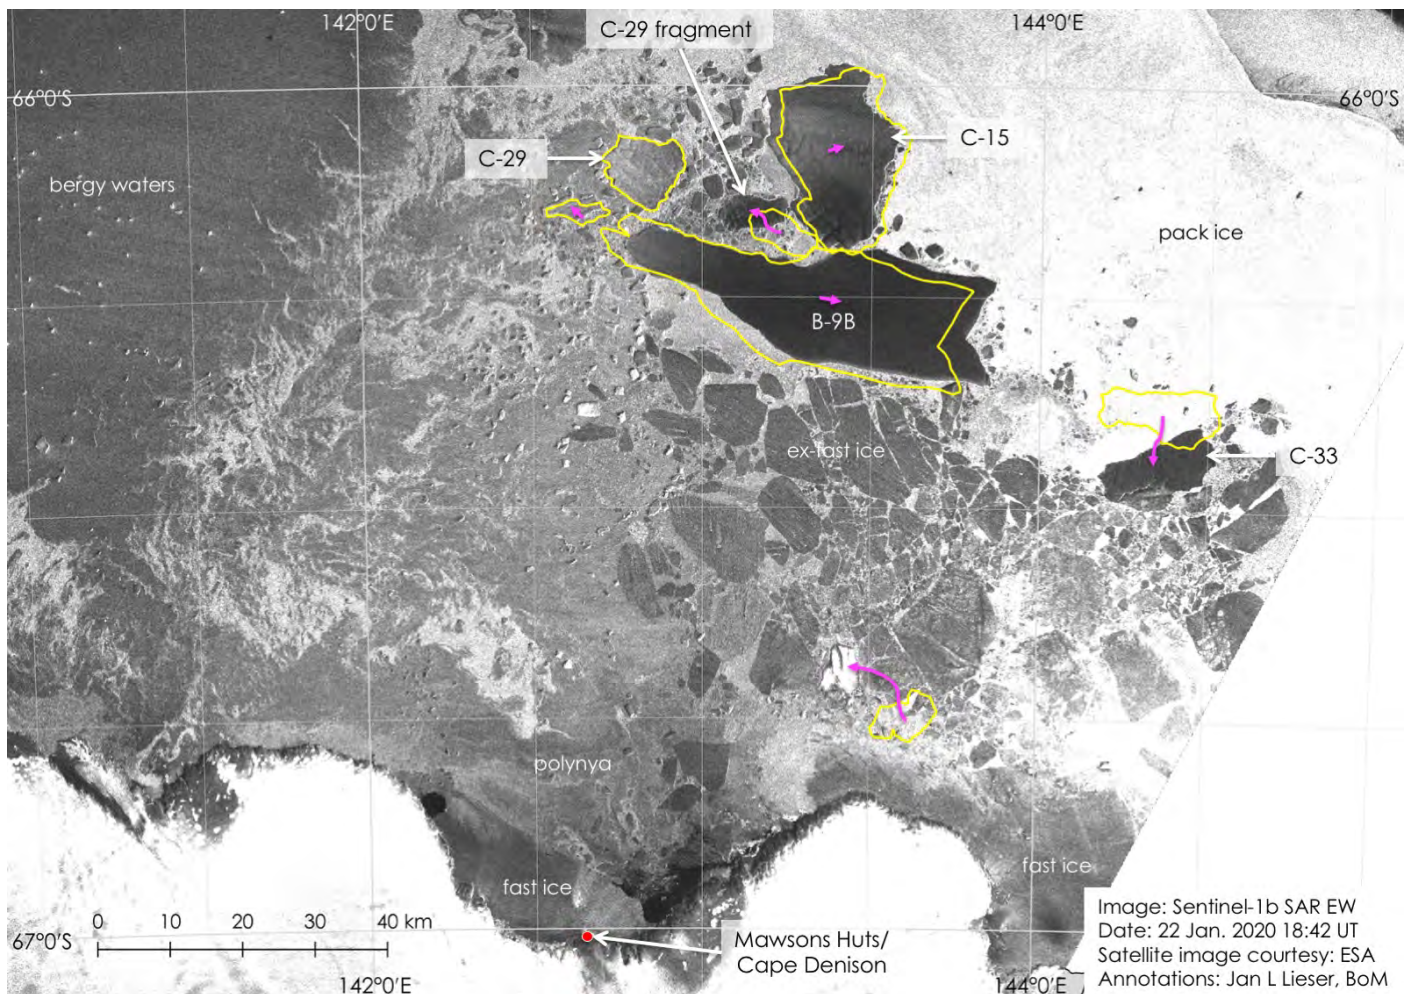 142°0′E
C-29 fragment
144°0′E
66°0′S
66°0′S
C-15
C-29
bergy waters
pack ice
B-9B
ex-fast ice
C-33
polynya
fast ice
fast ice
0 10 20 30 40 km
67°0′S
Mawsons Huts/
Cape Denison
142°0′E
144°0′E
Image: Sentinel-1b SAR EW
Date: 22 Jan. 2020 18:42 UT
Satellite image courtesy: ESA
Annotations: Jan L Lieser, BoM